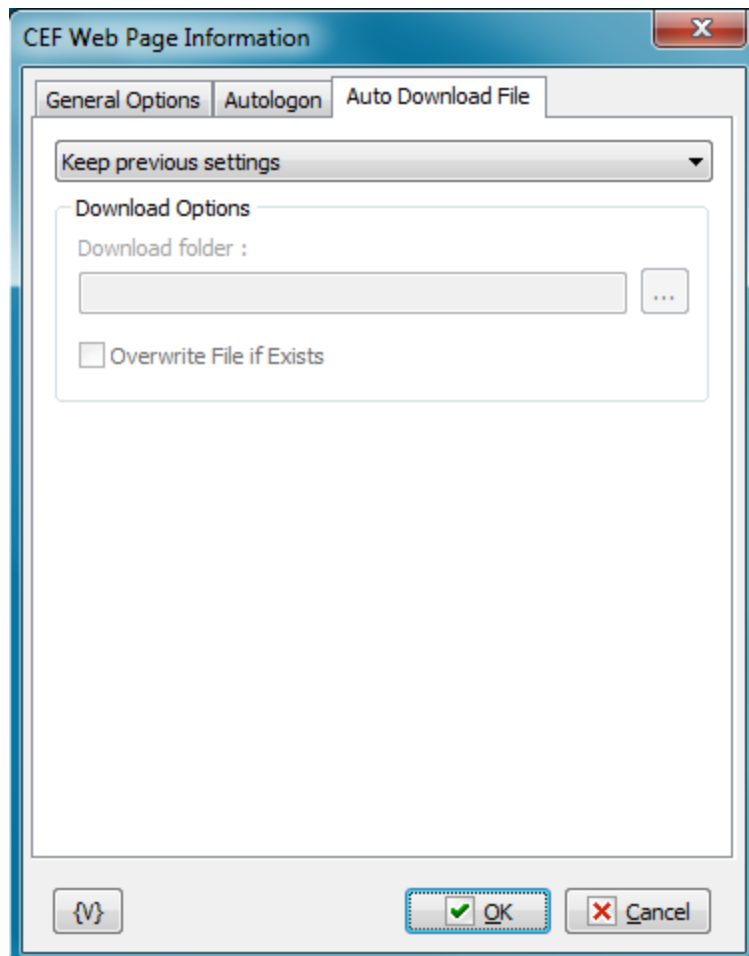 CEF Web Page Information
General Options Autologon Auto Download File
Keep previous settings
Download Options
Download folder :
...
Overwrite File if Exists
{V} OK Cancel